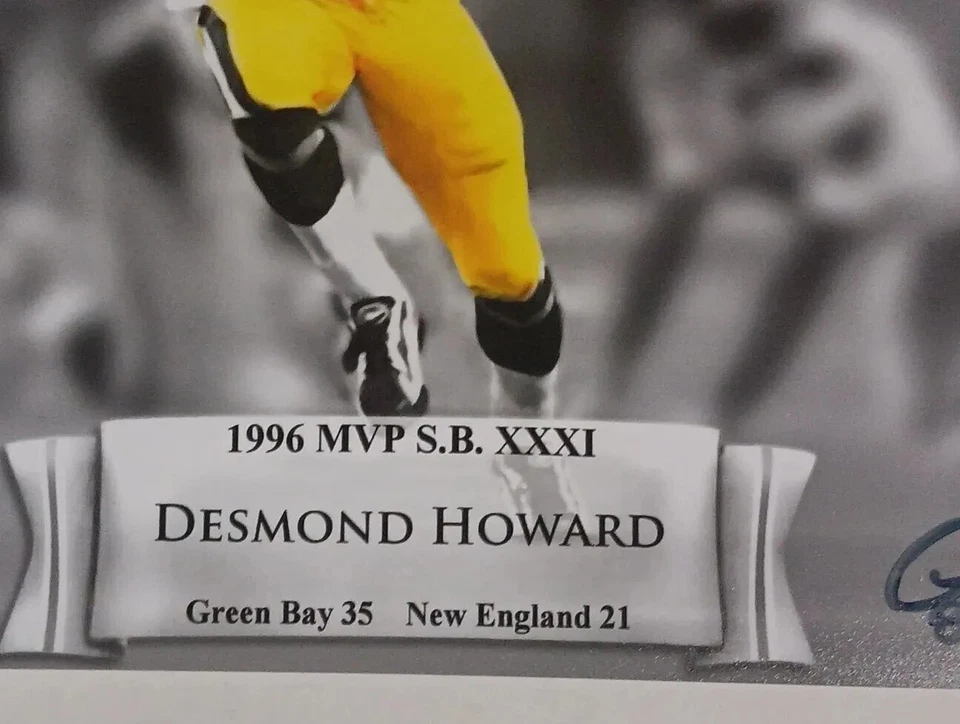 1996 MVP S.B. XXXI
DESMOND HOWARD
Green Bay 35 New England 21